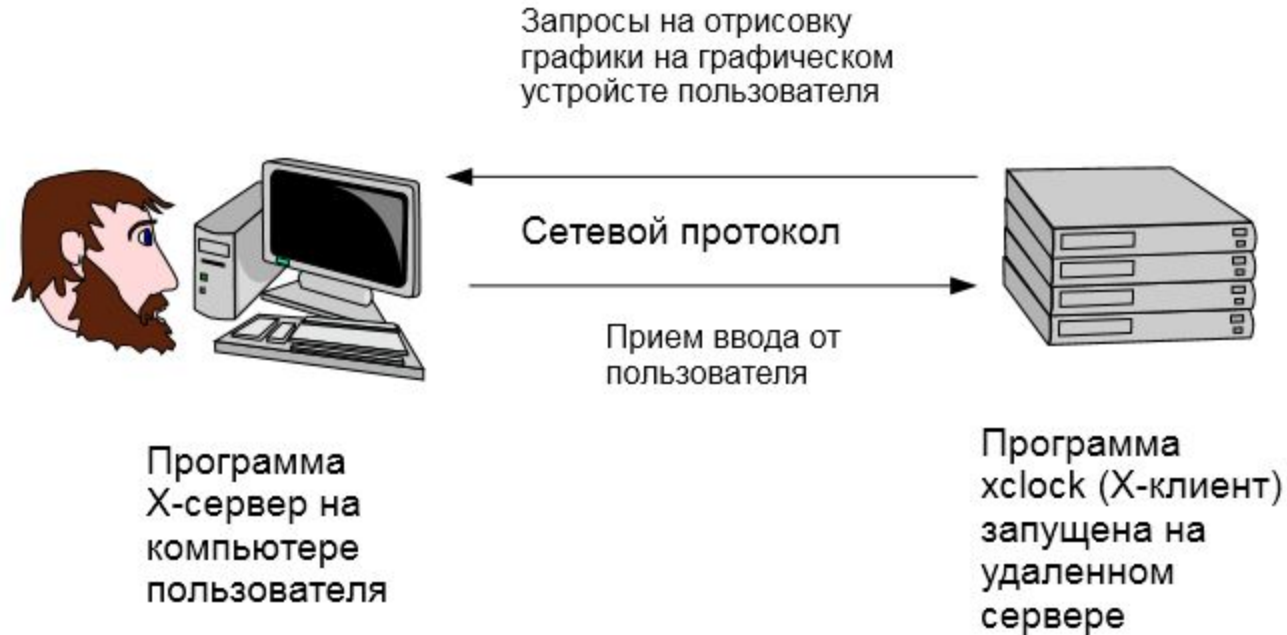 Запросы на отрисовку
графики на графическом
устройсте пользователя
Сетевой протокол
Прием ввода от
пользователя
Программа
X-сервер на
компьютере
пользователя
Программа
xclock (X-клиент)
запущена на
удаленном
сервере